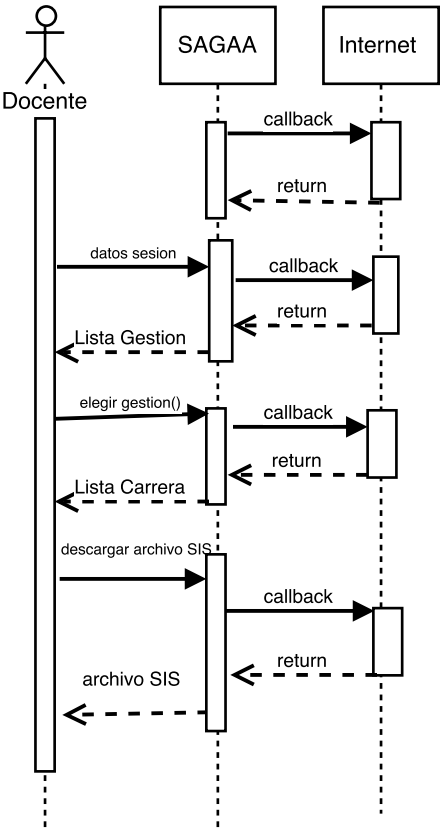 SAGAA
Internet
Docente
callback
return
datos sesion
callback
return
Lista Gestion
elegir gestion()
callback
return
Lista Carrera
descargar archivo SIS
callback
return
archivo SIS